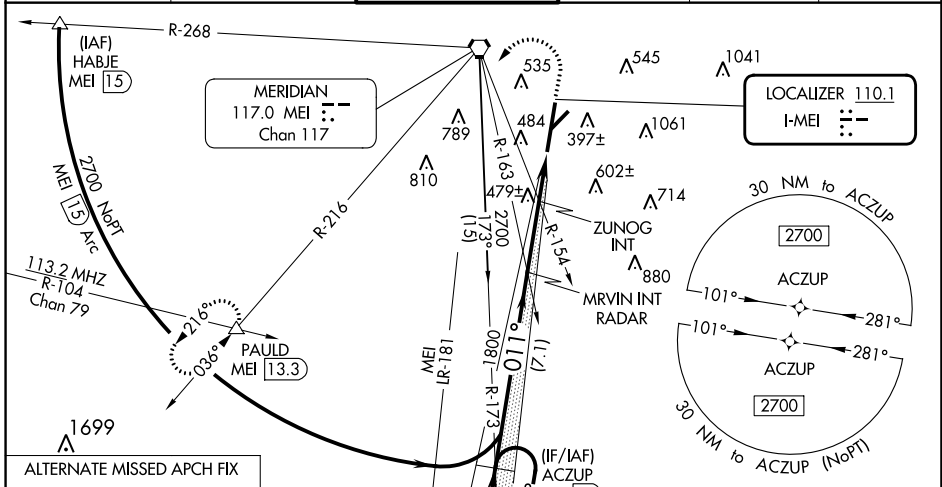 R-268
(IAF)
HABJE
MEI 15
MERIDIAN
117.0 MEI
Chan 117
535
545
1041
LOCALIZER 110.1
I-MEI
789
484
397±
1061
810
R-163
602±
479±
714
2700 NoPT
MEI 15 Arc
R-216
2700
173°
(15)
R-154
ZUNOG
INT
880
MRVIN INT
RADAR
30 NM to ACZUP
2700
ACZUP
101°
281°
101°
281°
ACZUP
2700
30 NM to ACZUP (NoPT)
113.2 MHZ
R-104
Chan 79
216°
036°
PAULD
MEI 13.3
MEI
LR-181
1800
011°
(7.1)
R-173
1699
(IF/IAF)
ACZUP
ALTERNATE MISSED APCH FIX